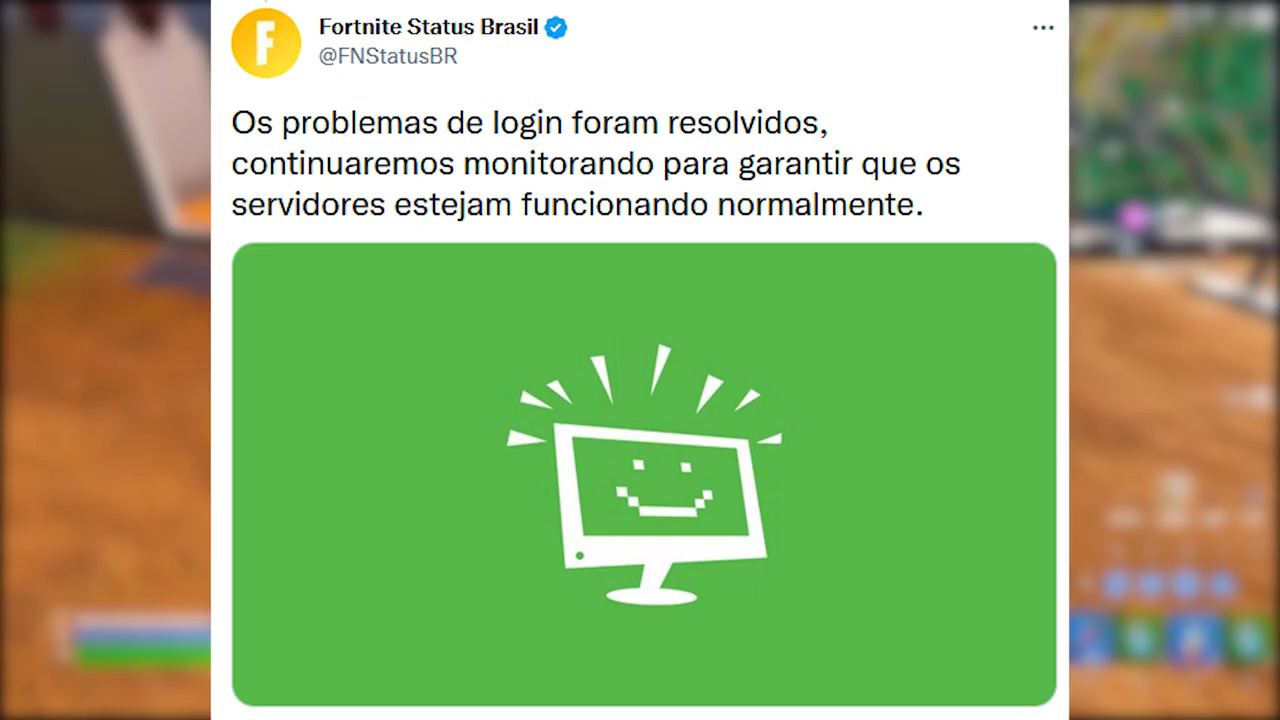 Fortnite Status Brasil
@FNStatusBR
Os problemas de login foram resolvidos,
continuaremos monitorando para garantir que os
servidores estejam funcionando normalmente.